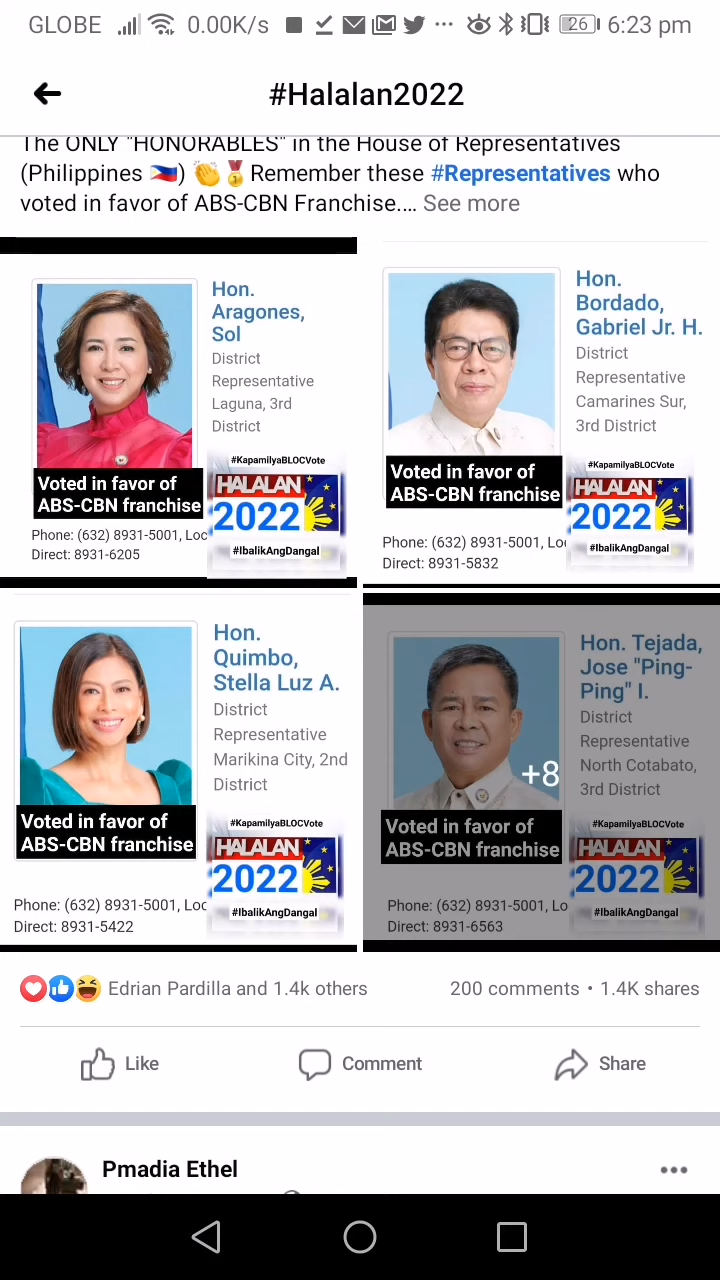 GLOBE 0.00K/s ... 26 6:23 pm
#Halalan2022
The ONLY "HONORABLES" in the House of Representatives
(Philippines 🇵🇭) 👏🏅Remember these #Representatives who
voted in favor of ABS-CBN Franchise.... See more
Hon.
Aragones,
Sol
District
Representative
Laguna, 3rd
District
Voted in favor of
ABS-CBN franchise
#KapamilyaBLOCVote
HALALAN
2022
#IbalikAngDangal
Phone: (632) 8931-5001, Loc
Direct: 8931-6205
Hon.
Bordado,
Gabriel Jr. H.
District
Representative
Camarines Sur,
3rd District
Voted in favor of
ABS-CBN franchise
#KapamilyaBLOCVote
HALALAN
2022
#IbalikAngDangal
Phone: (632) 8931-5001, Lo
Direct: 8931-5832
Hon.
Quimbo,
Stella Luz A.
District
Representative
Marikina City, 2nd
District
Voted in favor of
ABS-CBN franchise
#KapamilyaBLOCVote
HALALAN
2022
#IbalikAngDangal
Phone: (632) 8931-5001, Loc
Direct: 8931-5422
Hon. Tejada,
Jose "Ping-
Ping" I.
District
Representative
North Cotabato,
3rd District
+8
Voted in favor of
ABS-CBN franchise
#KapamilyaBLOCVote
HALALAN
2022
#IbalikAngDangal
Phone: (632) 8931-5001, Lo
Direct: 8931-6563
Edrian Pardilla and 1.4k others 200 comments • 1.4K shares
Like Comment Share
Pmadia Ethel